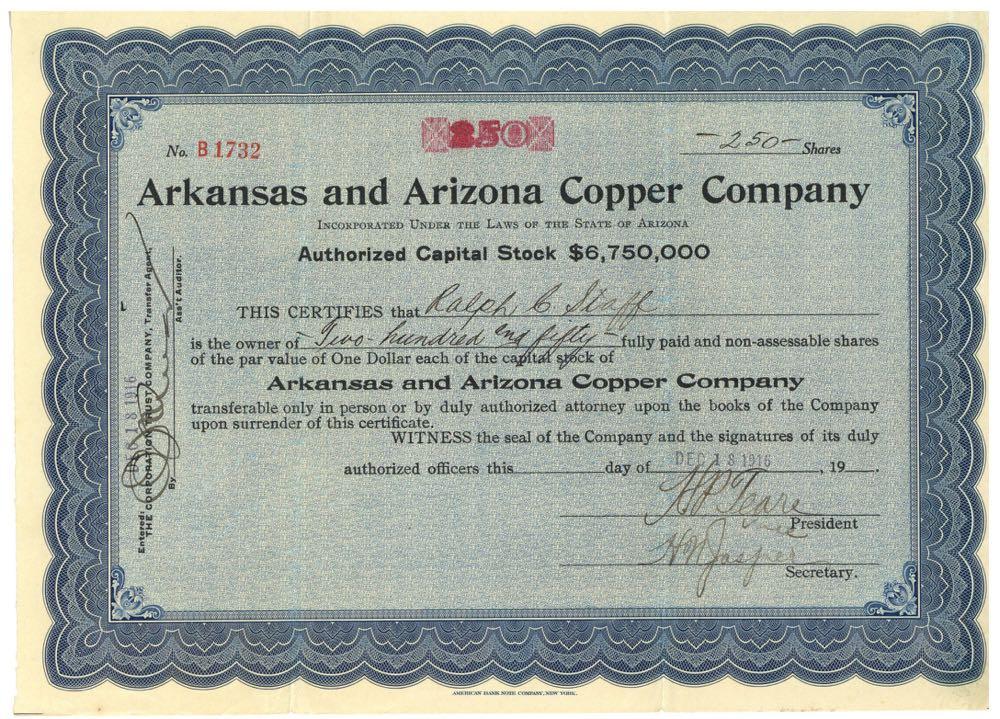 250
No. B 1732
-250- Shares
Arkansas and Arizona Copper Company
INCORPORATED UNDER THE LAWS OF THE STATE OF ARIZONA
Authorized Capital Stock $6,750,000
THIS CERTIFIES that Ralph C
is the owner of Two hundred and fifty fully paid and non-assessable shares
of the par value of One Dollar each of the capital stock of
Arkansas and Arizona Copper Company
transferable only in person or by duly authorized attorney upon the books of the Company
upon surrender of this certificate.
WITNESS the seal of the Company and the signatures of its duly
authorized officers this day of DEC 18 1916, 19
President
H N Jasper
Secretary.
Entered: DEC 18 1916
THE CORPORATION TRUST COMPANY, Transfer Agent,
By
Ass't Auditor.
AMERICAN BANK NOTE COMPANY, NEW YORK.